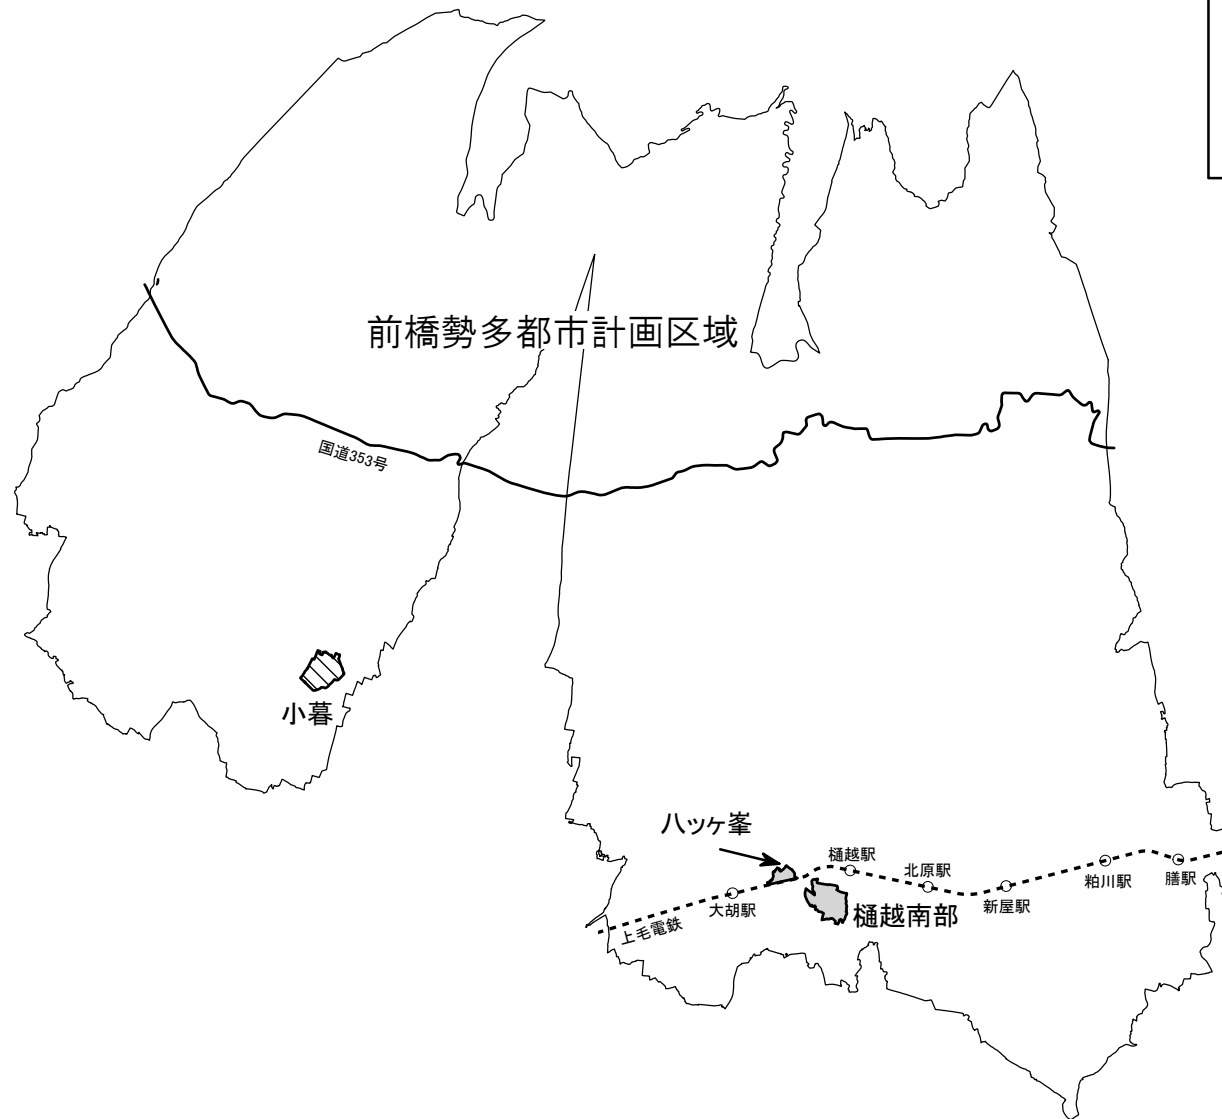 前橋勢多都市計画区域
国道353号
小暮
八ッヶ峯
樋越駅
北原駅
粕川駅
膳駅
大胡駅
新屋駅
樋越南部
上毛電鉄